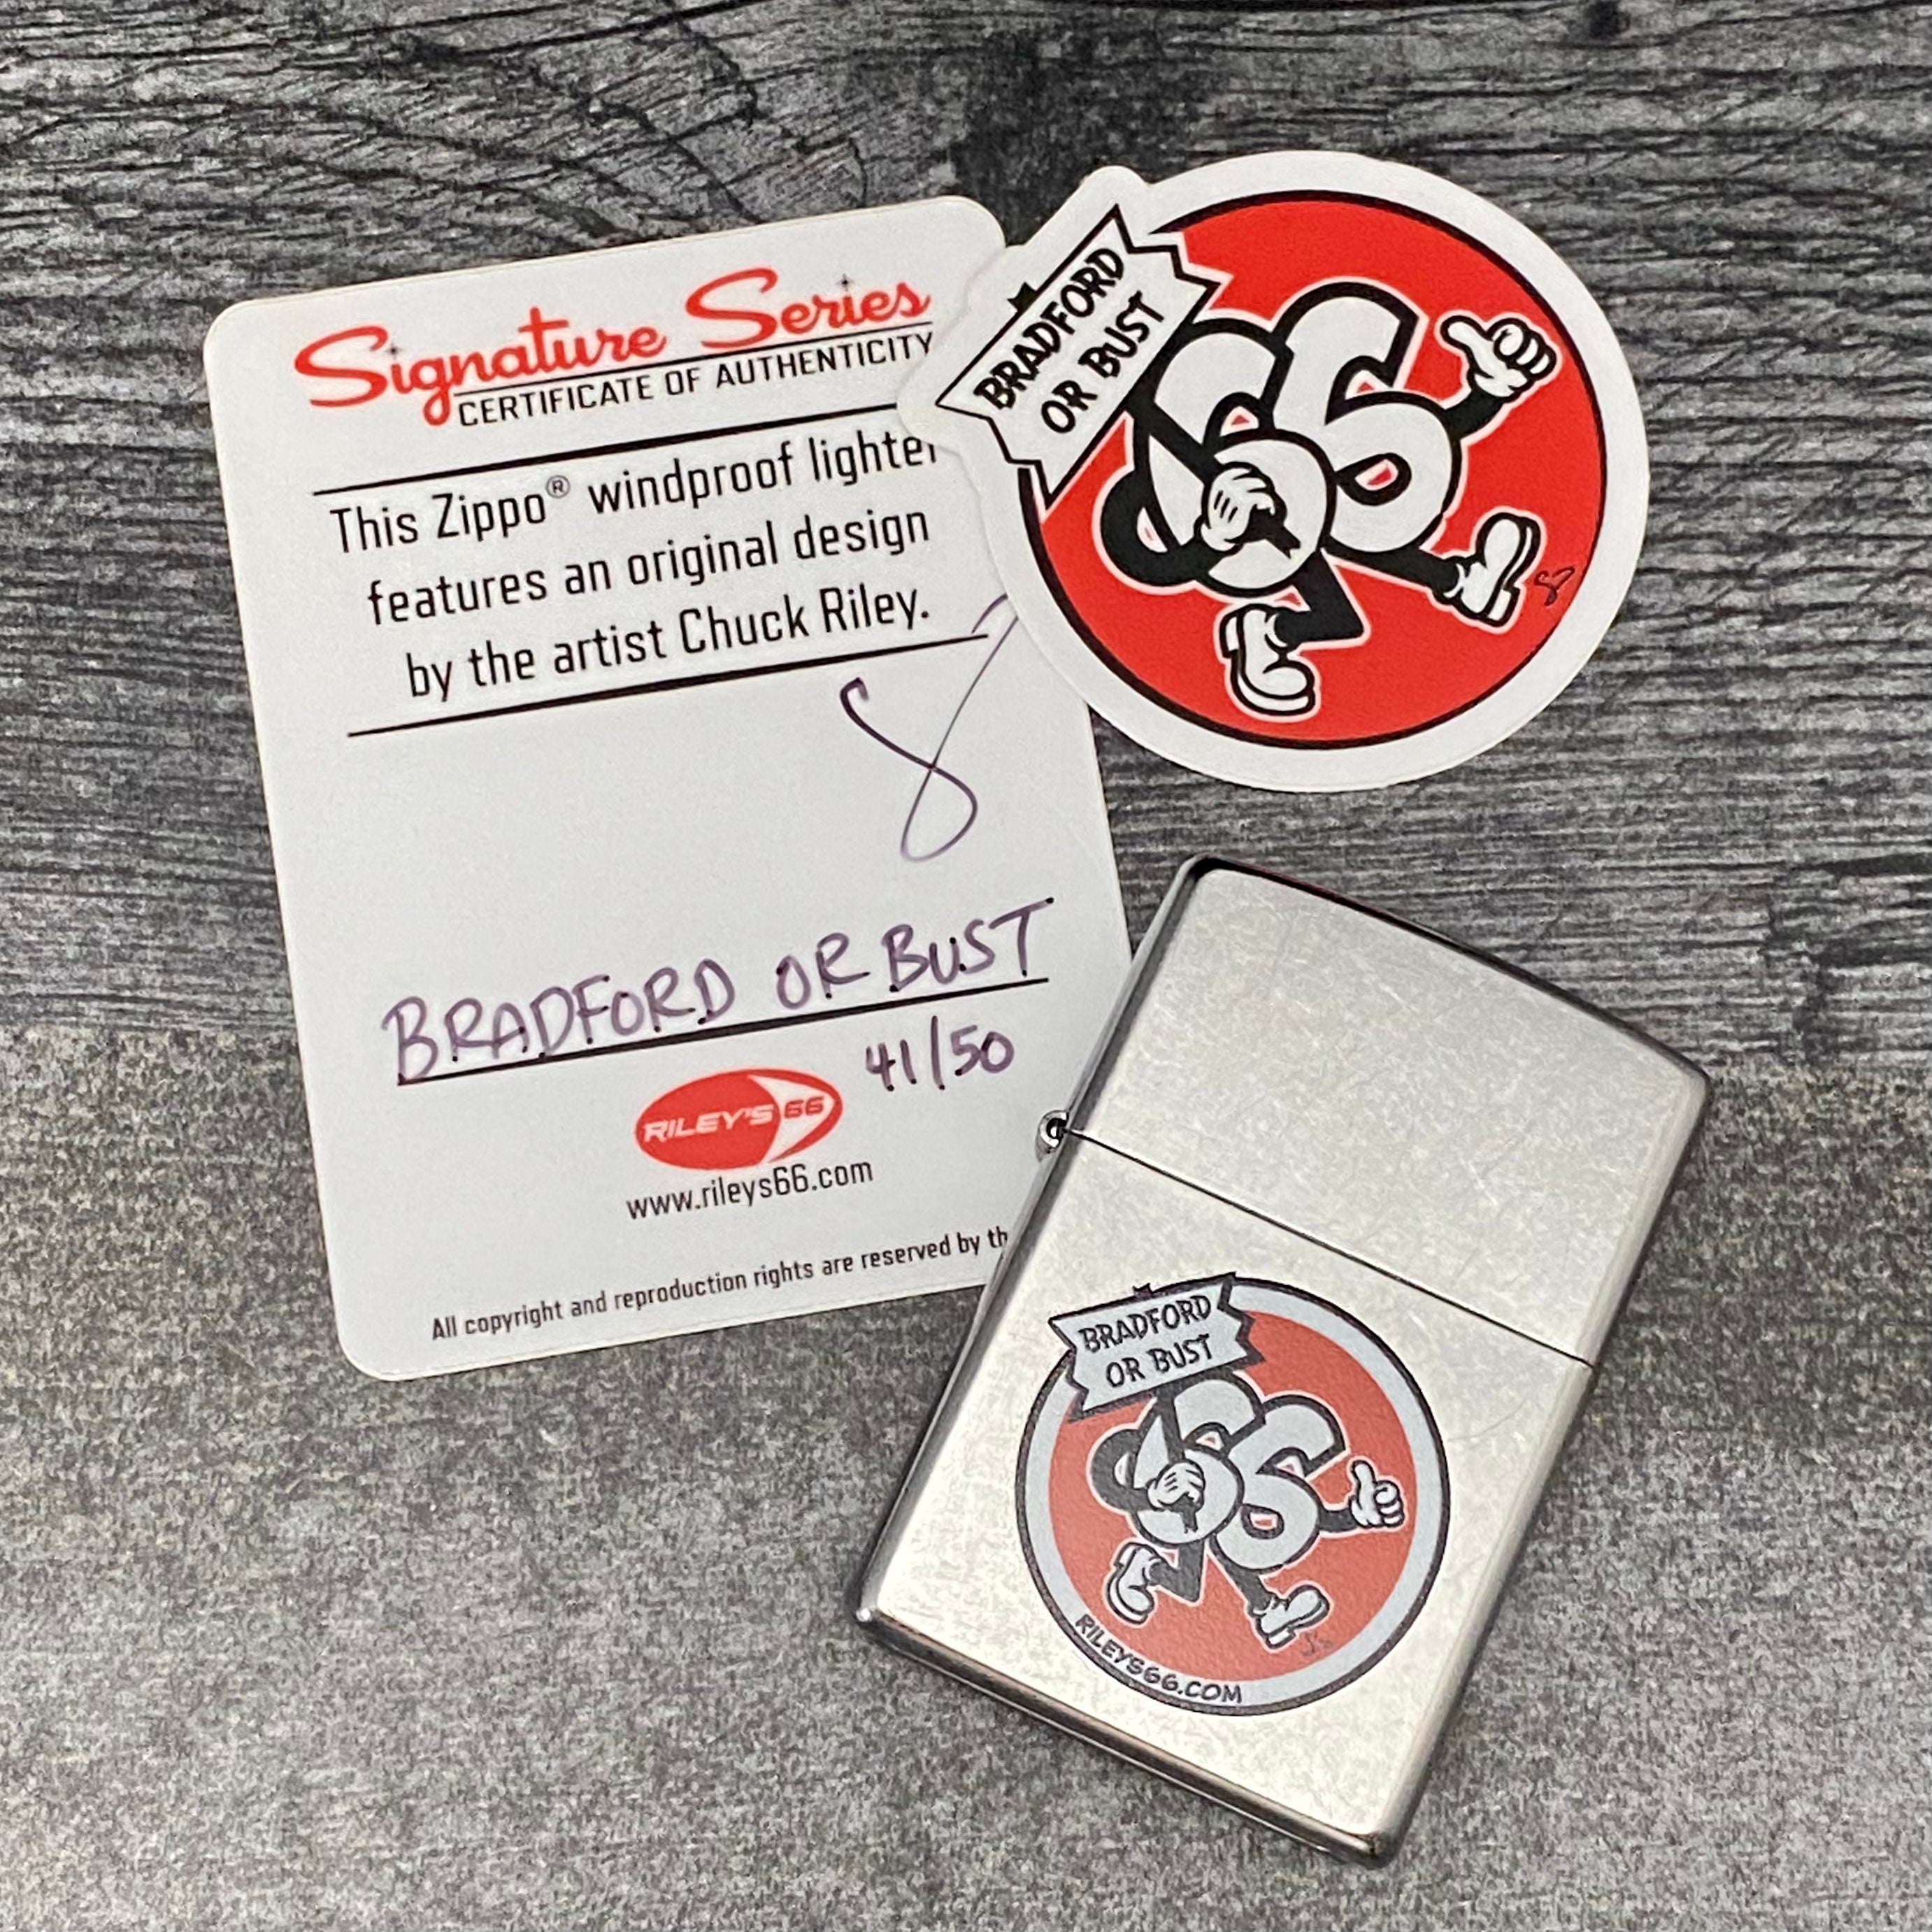 Signature Series
CERTIFICATE OF AUTHENTICITY
This Zippo® windproof lighter
features an original design
by the artist Chuck Riley.
BRADFORD OR BUST
41/50
RILEY'S 66
www.rileys66.com
All copyright and reproduction rights are reserved by th
BRADFORD
OR BUST
66
BRADFORD
OR BUST
66
RILEYS66.COM